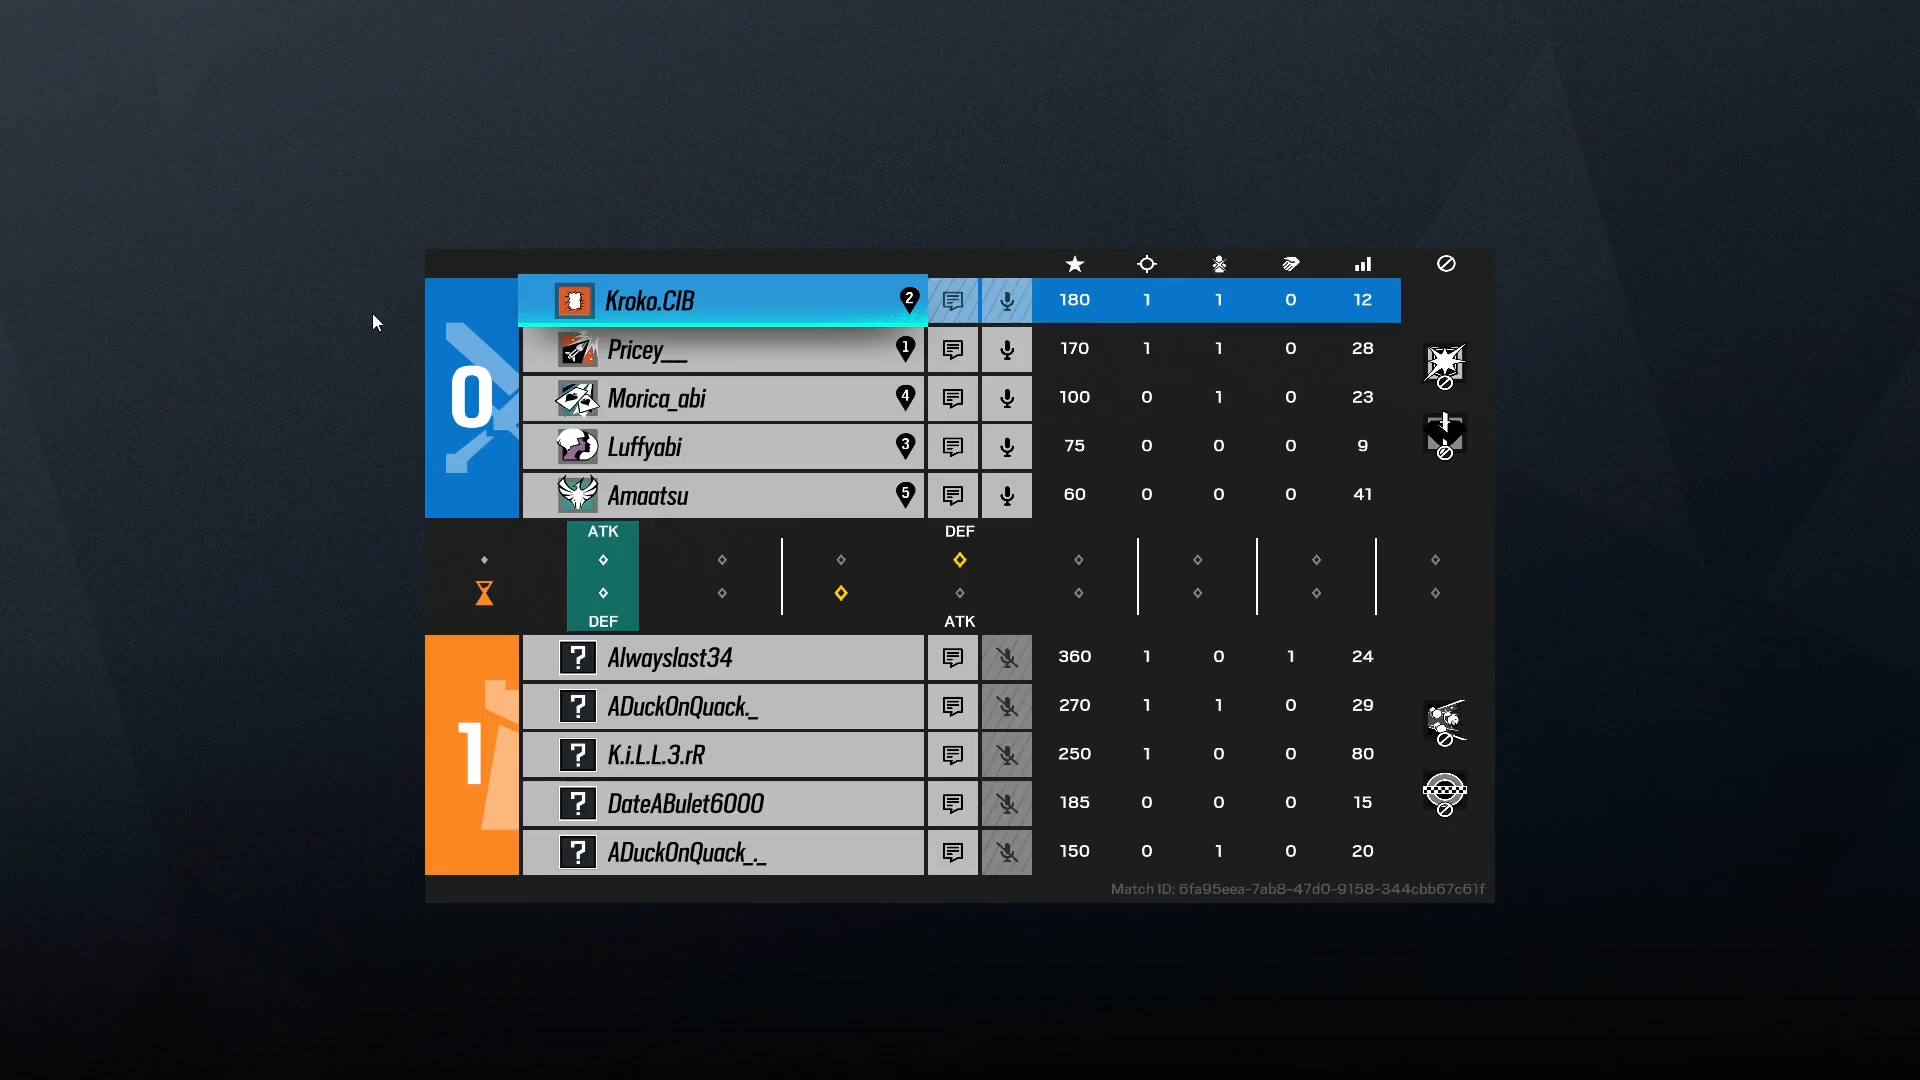 Kroko.CIB 2 180 1 1 0 12
Pricey___ 1 170 1 1 0 28
0
Morica_abi 4 100 0 1 0 23
Luffyabi 3 75 0 0 0 9
Amaatsu 5 60 0 0 0 41
ATK DEF
DEF ATK
Alwayslast34 360 1 0 1 24
ADuckOnQuack._ 270 1 1 0 29
1
K.i.L.L.3.rR ? 250 1 0 0 80
DateABulet6000 ? 185 0 0 0 15
ADuckOnQuack_._ ? 150 0 1 0 20
Match ID: 6fa95eea-7ab8-47d0-9158-344cbb67c61f